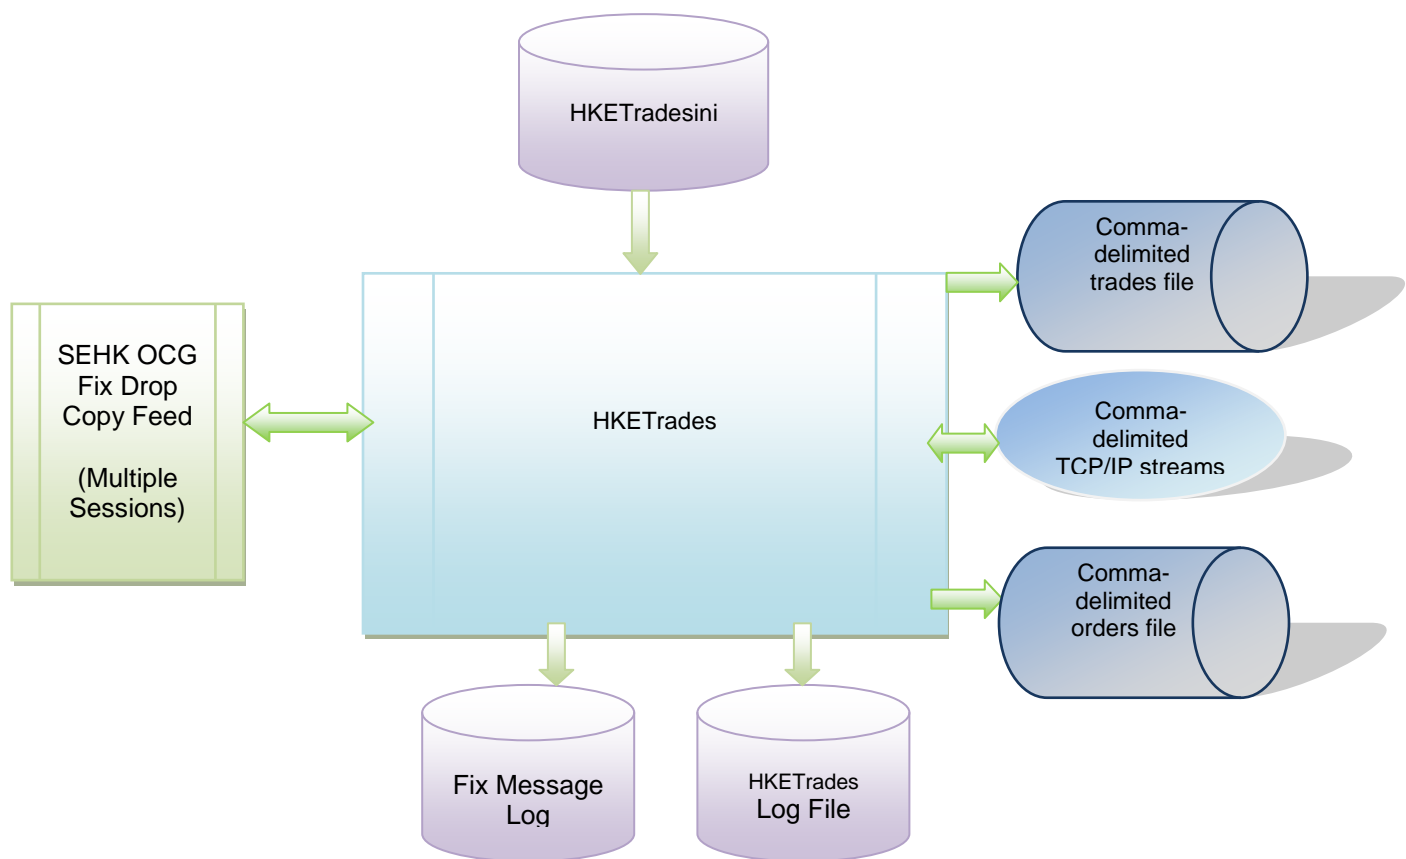 HKETradesini
Comma-
delimited
trades file
SEHK OCG
Fix Drop
Copy Feed
(Multiple
Sessions)
HKETrades
Comma-
delimited
TCP/IP streams
Comma-
delimited
orders file
Fix Message
Log
HKETrades
Log File